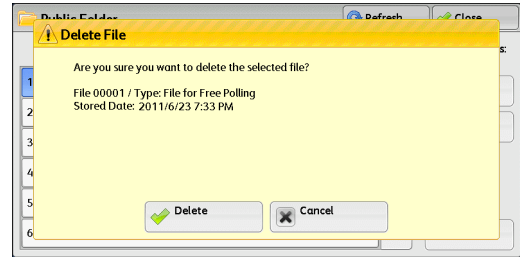 Public Folder Refresh Close
Delete File
s:
Are you sure you want to delete the selected file?
1
File 00001 / Type: File for Free Polling
Stored Date: 2011/6/23 7:33 PM
2
3
4
5
Delete Cancel
6